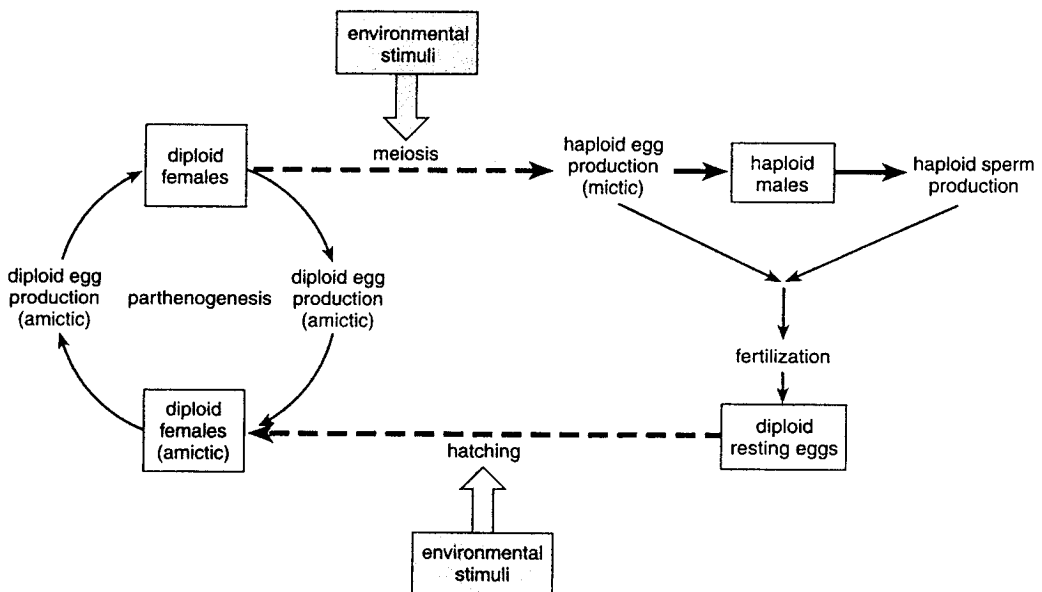 environmental
stimuli
diploid
females
meiosis
haploid egg
production
(mictic)
haploid
males
haploid sperm
production
diploid egg
production
(amictic)
parthenogenesis
diploid egg
production
(amictic)
fertilization
diploid
females
(amictic)
hatching
diploid
resting eggs
environmental
stimuli